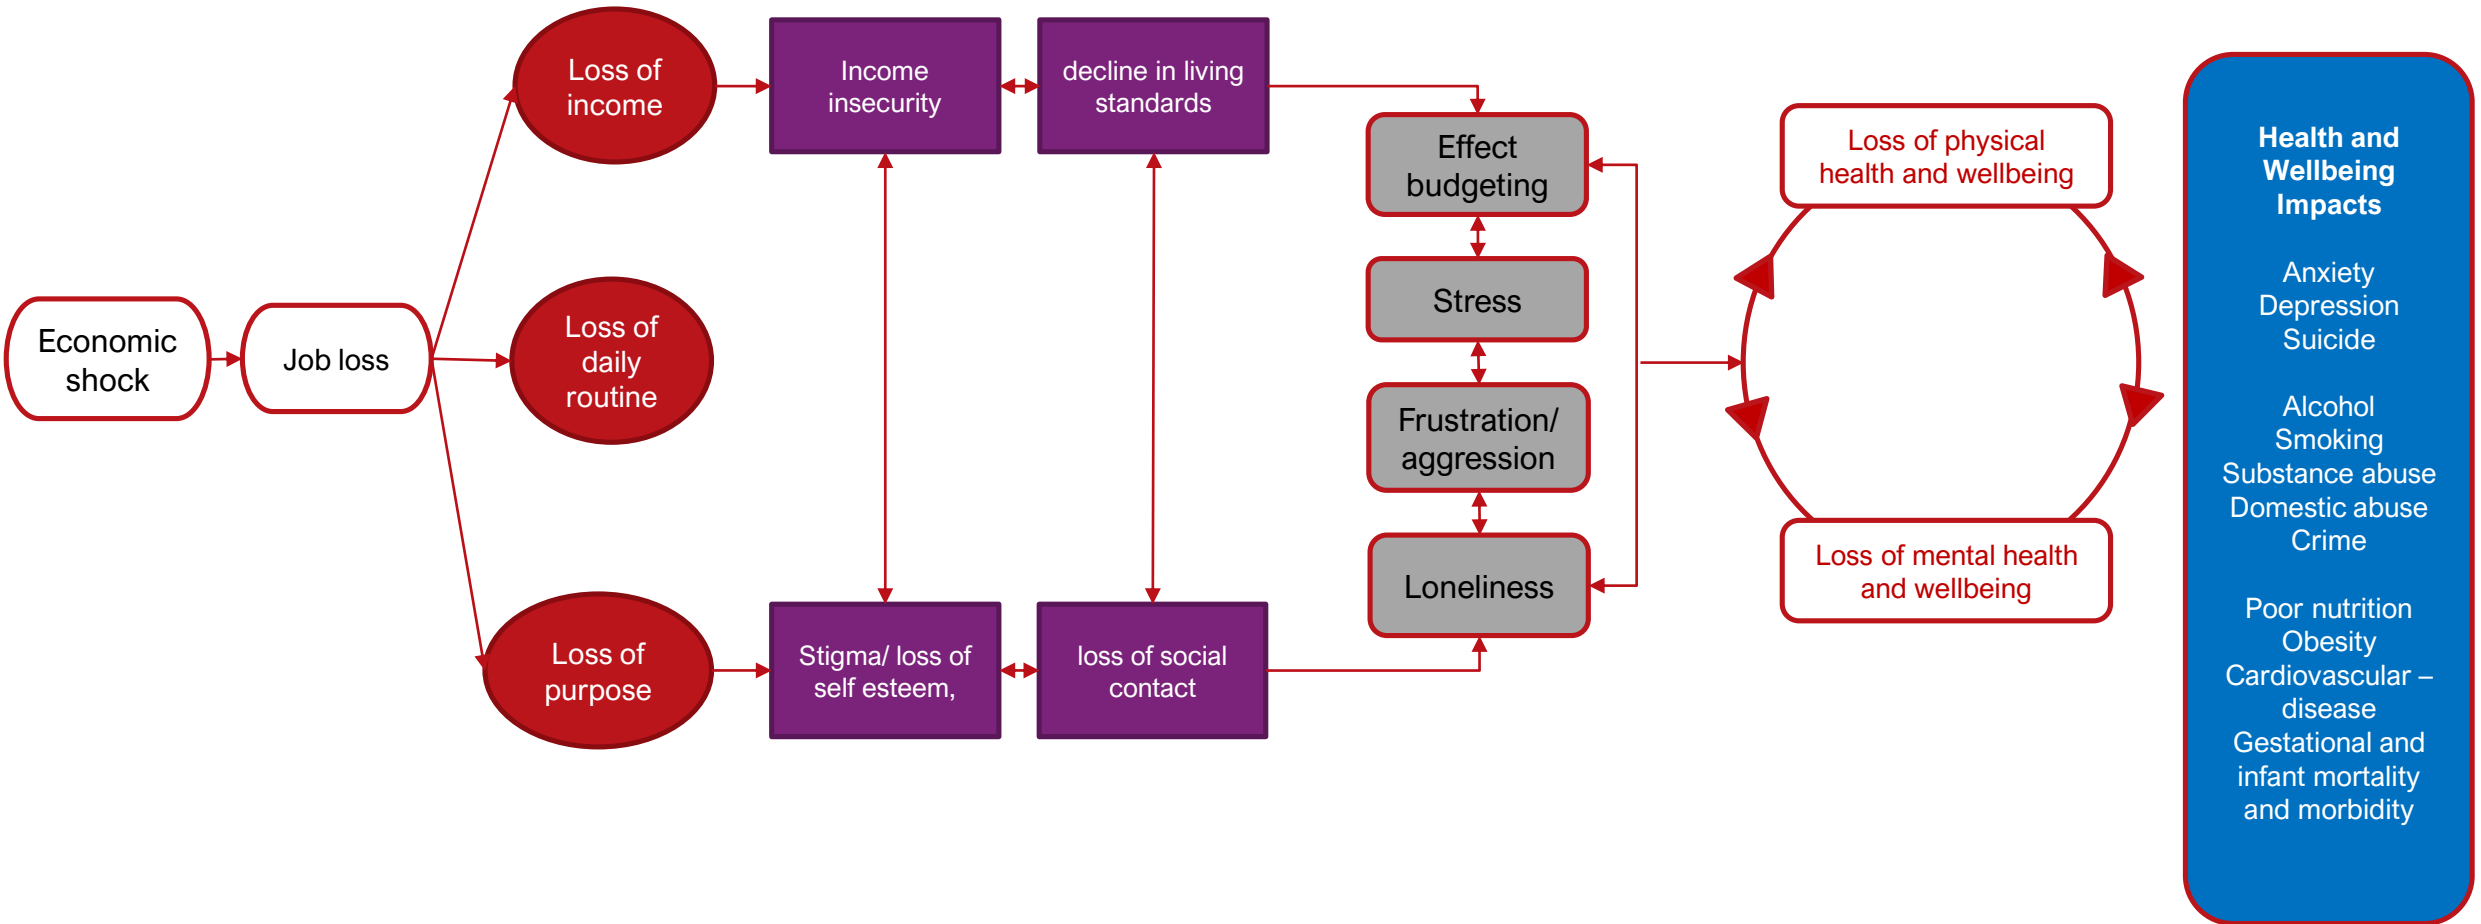 Economic
shock
Job loss
Loss of
income
Loss of
daily
routine
Loss of
purpose
Income
insecurity
decline in living
standards
Stigma/ loss of
self esteem,
loss of social
contact
Effect
budgeting
Stress
Frustration/
aggression
Loneliness
Loss of physical
health and wellbeing
Loss of mental health
and wellbeing
Health and
Wellbeing
Impacts
Anxiety
Depression
Suicide
Alcohol
Smoking
Substance abuse
Domestic abuse
Crime
Poor nutrition
Obesity
Cardiovascular –
disease
Gestational and
infant mortality
and morbidity